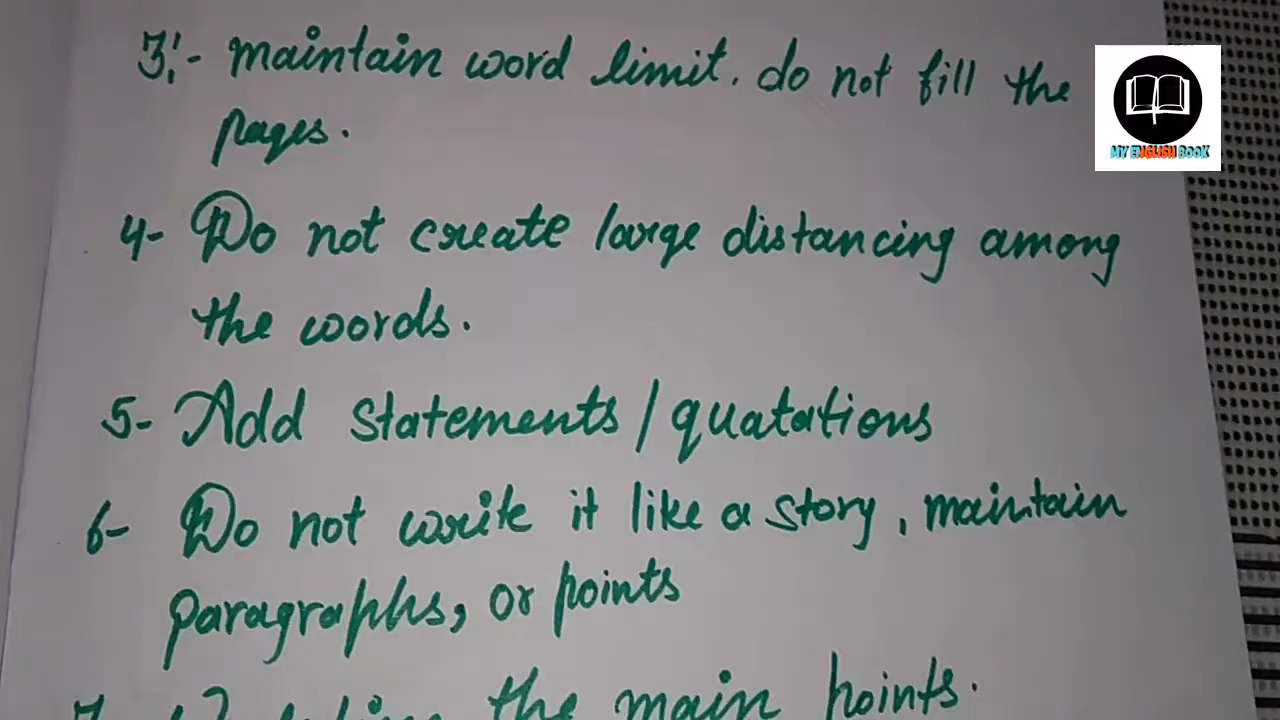 3:- maintain word limit. do not fill the
pages.
MY ENGLISH BOOK
4- Do not create large distancing among
the words.
5- Add statements/quatations
6- Do not write it like a story, maintain
paragraphs, or points
7 the main points.